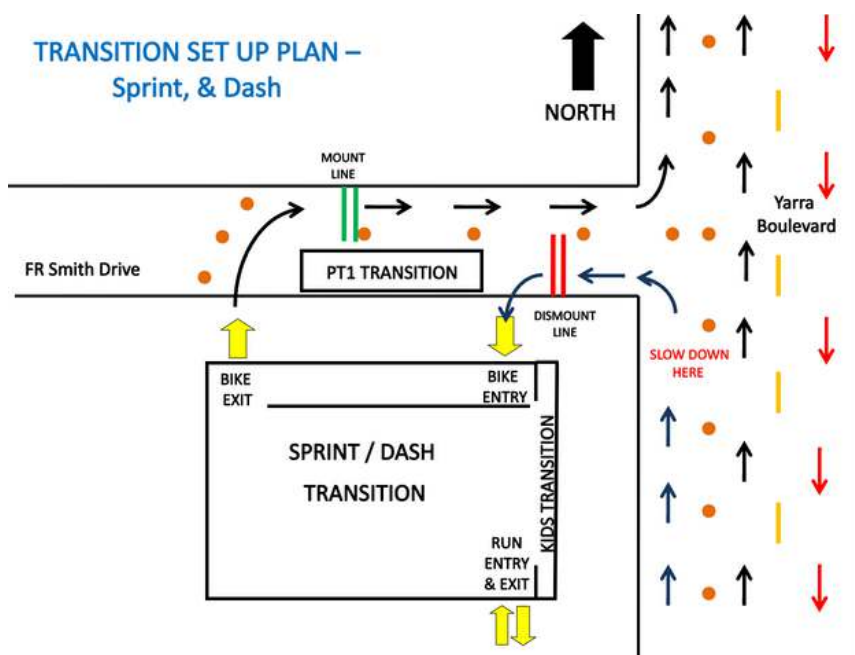 TRANSITION SET UP PLAN –
Sprint, & Dash
NORTH
MOUNT
LINE
Yarra
Boulevard
FR Smith Drive
PT1 TRANSITION
DISMOUNT
LINE
SLOW DOWN
HERE
BIKE
EXIT
BIKE
ENTRY
SPRINT / DASH
TRANSITION
KIDS TRANSITION
RUN
ENTRY
& EXIT